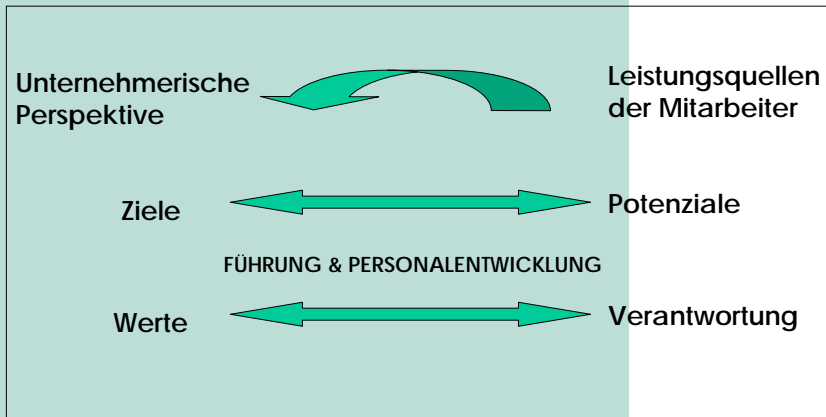 Unternehmerische
Perspektive
Leistungsquellen
der Mitarbeiter
Ziele
Potenziale
FÜHRUNG & PERSONALENTWICKLUNG
Werte
Verantwortung